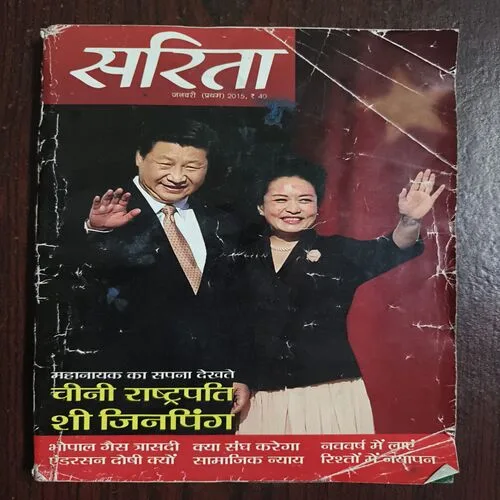 सरिता
जनवरी (प्रथम) 2015, ₹ 40
महानायक का सपना देखते
चीनी राष्ट्रपति
शी जिनपिंग
भोपाल गैस त्रासदी
एंडरसन दोषी क्यों
क्या संघ करेगा
सामाजिक न्याय
नववर्ष में लाएं
रिश्तों में नयापन